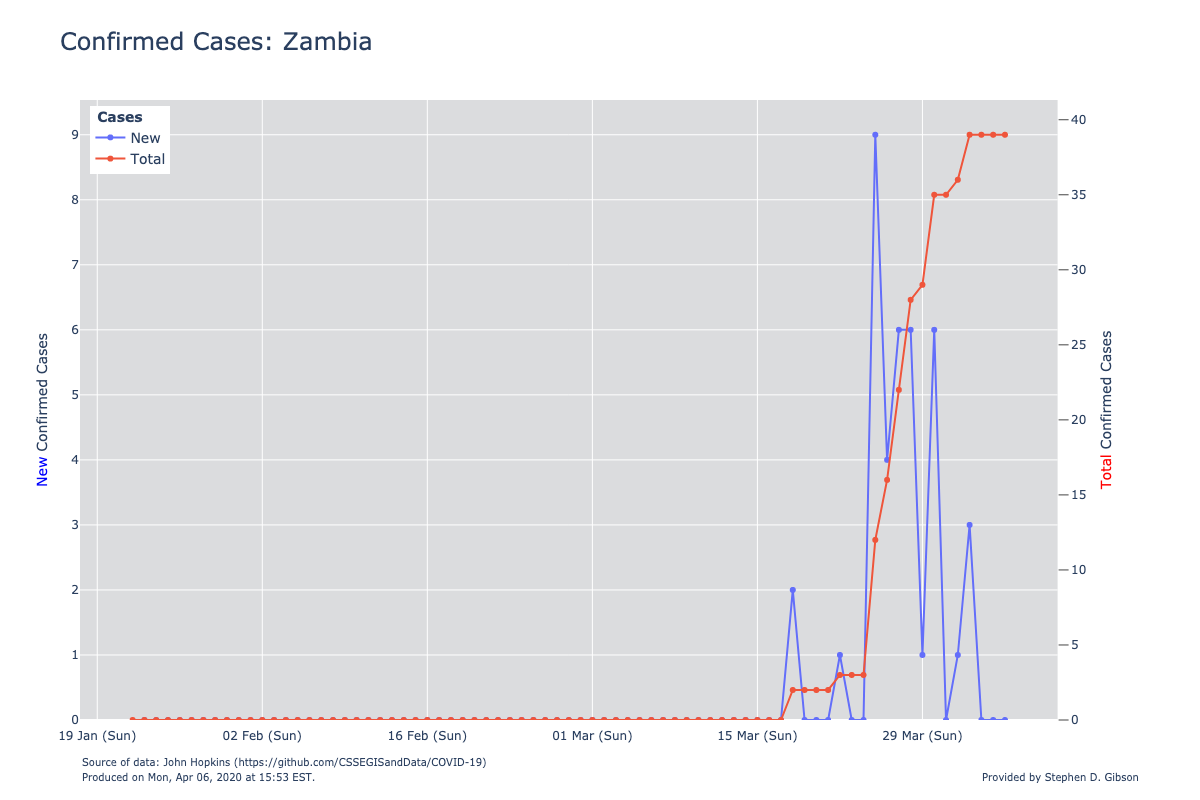 Confirmed Cases: Zambia
Cases
New
Total
9
8
7
6
5
4
3
2
1
0
40
35
30
25
20
15
10
5
0
New Confirmed Cases
Total Confirmed Cases
19 Jan (Sun)
02 Feb (Sun)
16 Feb (Sun)
01 Mar (Sun)
15 Mar (Sun)
29 Mar (Sun)
Source of data: John Hopkins (https://github.com/CSSEGISandData/COVID-19)
Produced on Mon, Apr 06, 2020 at 15:53 EST.
Provided by Stephen D. Gibson